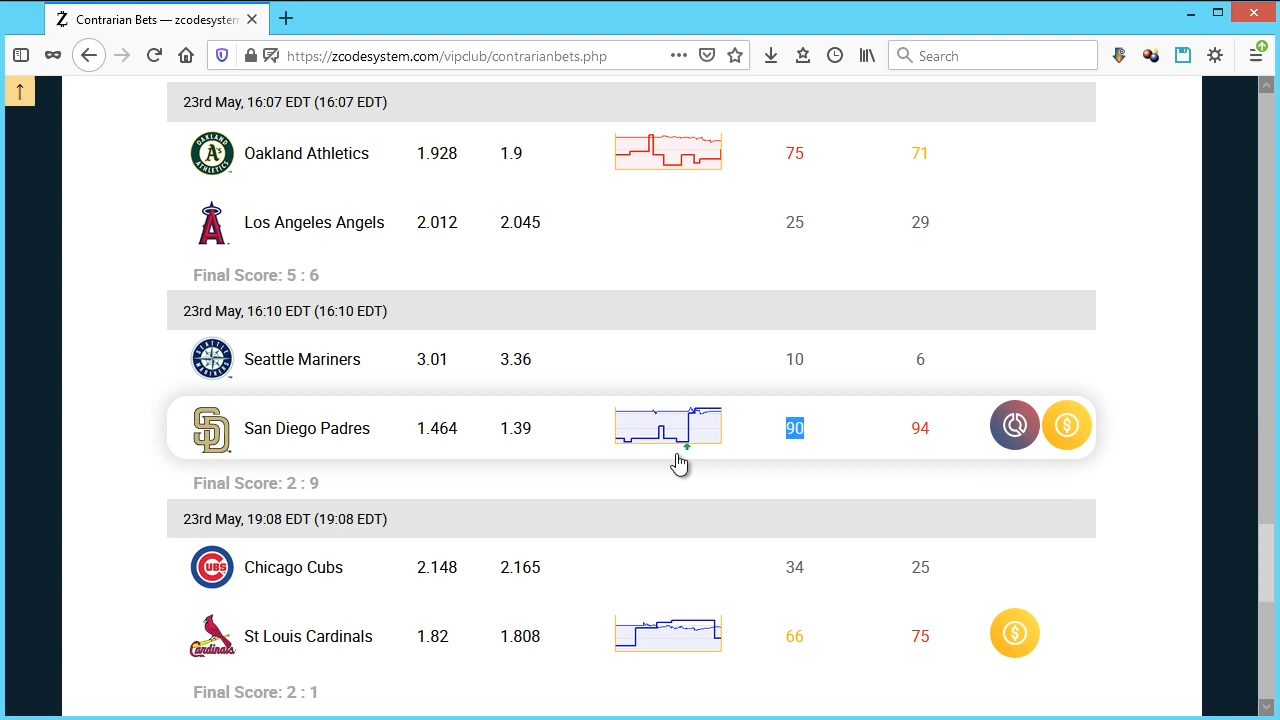 Contrarian Bets — zcodesystem
https://zcodesystem.com/vipclub/contrarianbets.php
Search
23rd May, 16:07 EDT (16:07 EDT)
OAKLAND ATHLETICS A's
Oakland Athletics 1.928 1.9 75 71
A
Los Angeles Angels 2.012 2.045 25 29
Final Score: 5 : 6
23rd May, 16:10 EDT (16:10 EDT)
Seattle Mariners 3.01 3.36 10 6
SD
San Diego Padres 1.464 1.39 90 94
Final Score: 2 : 9
23rd May, 19:08 EDT (19:08 EDT)
CUBS
Chicago Cubs 2.148 2.165 34 25
Cardinals
St Louis Cardinals 1.82 1.808 66 75
Final Score: 2 : 1